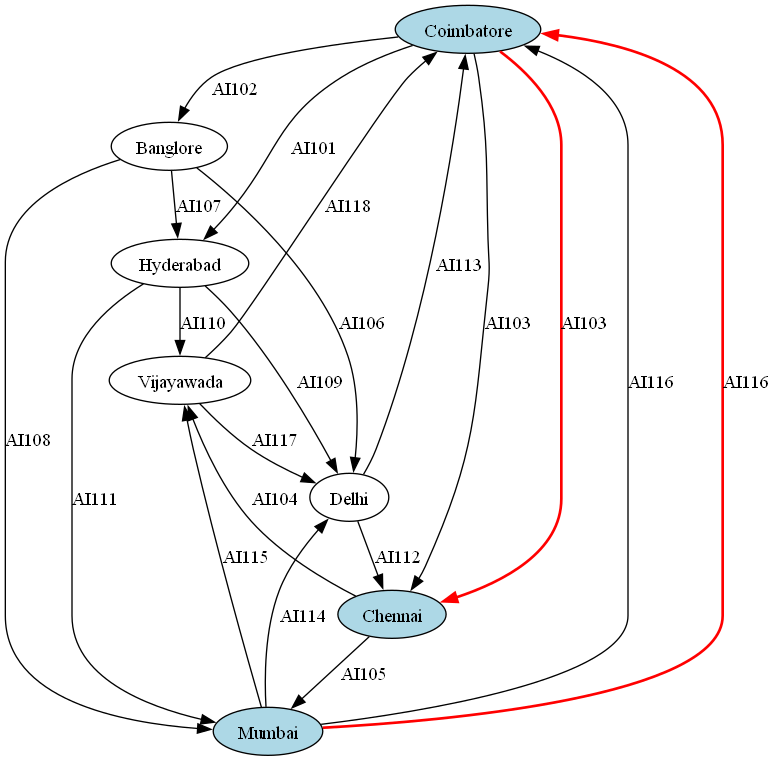 Coimbatore
AI102
Banglore
AI101
AI107
AI118
Hyderabad
AI113
AI110
AI106
AI103
AI103
Vijayawada
AI109
AI116
AI116
AI108
AI117
AI111
AI104
Delhi
AI115
AI112
AI114
Chennai
AI105
Mumbai